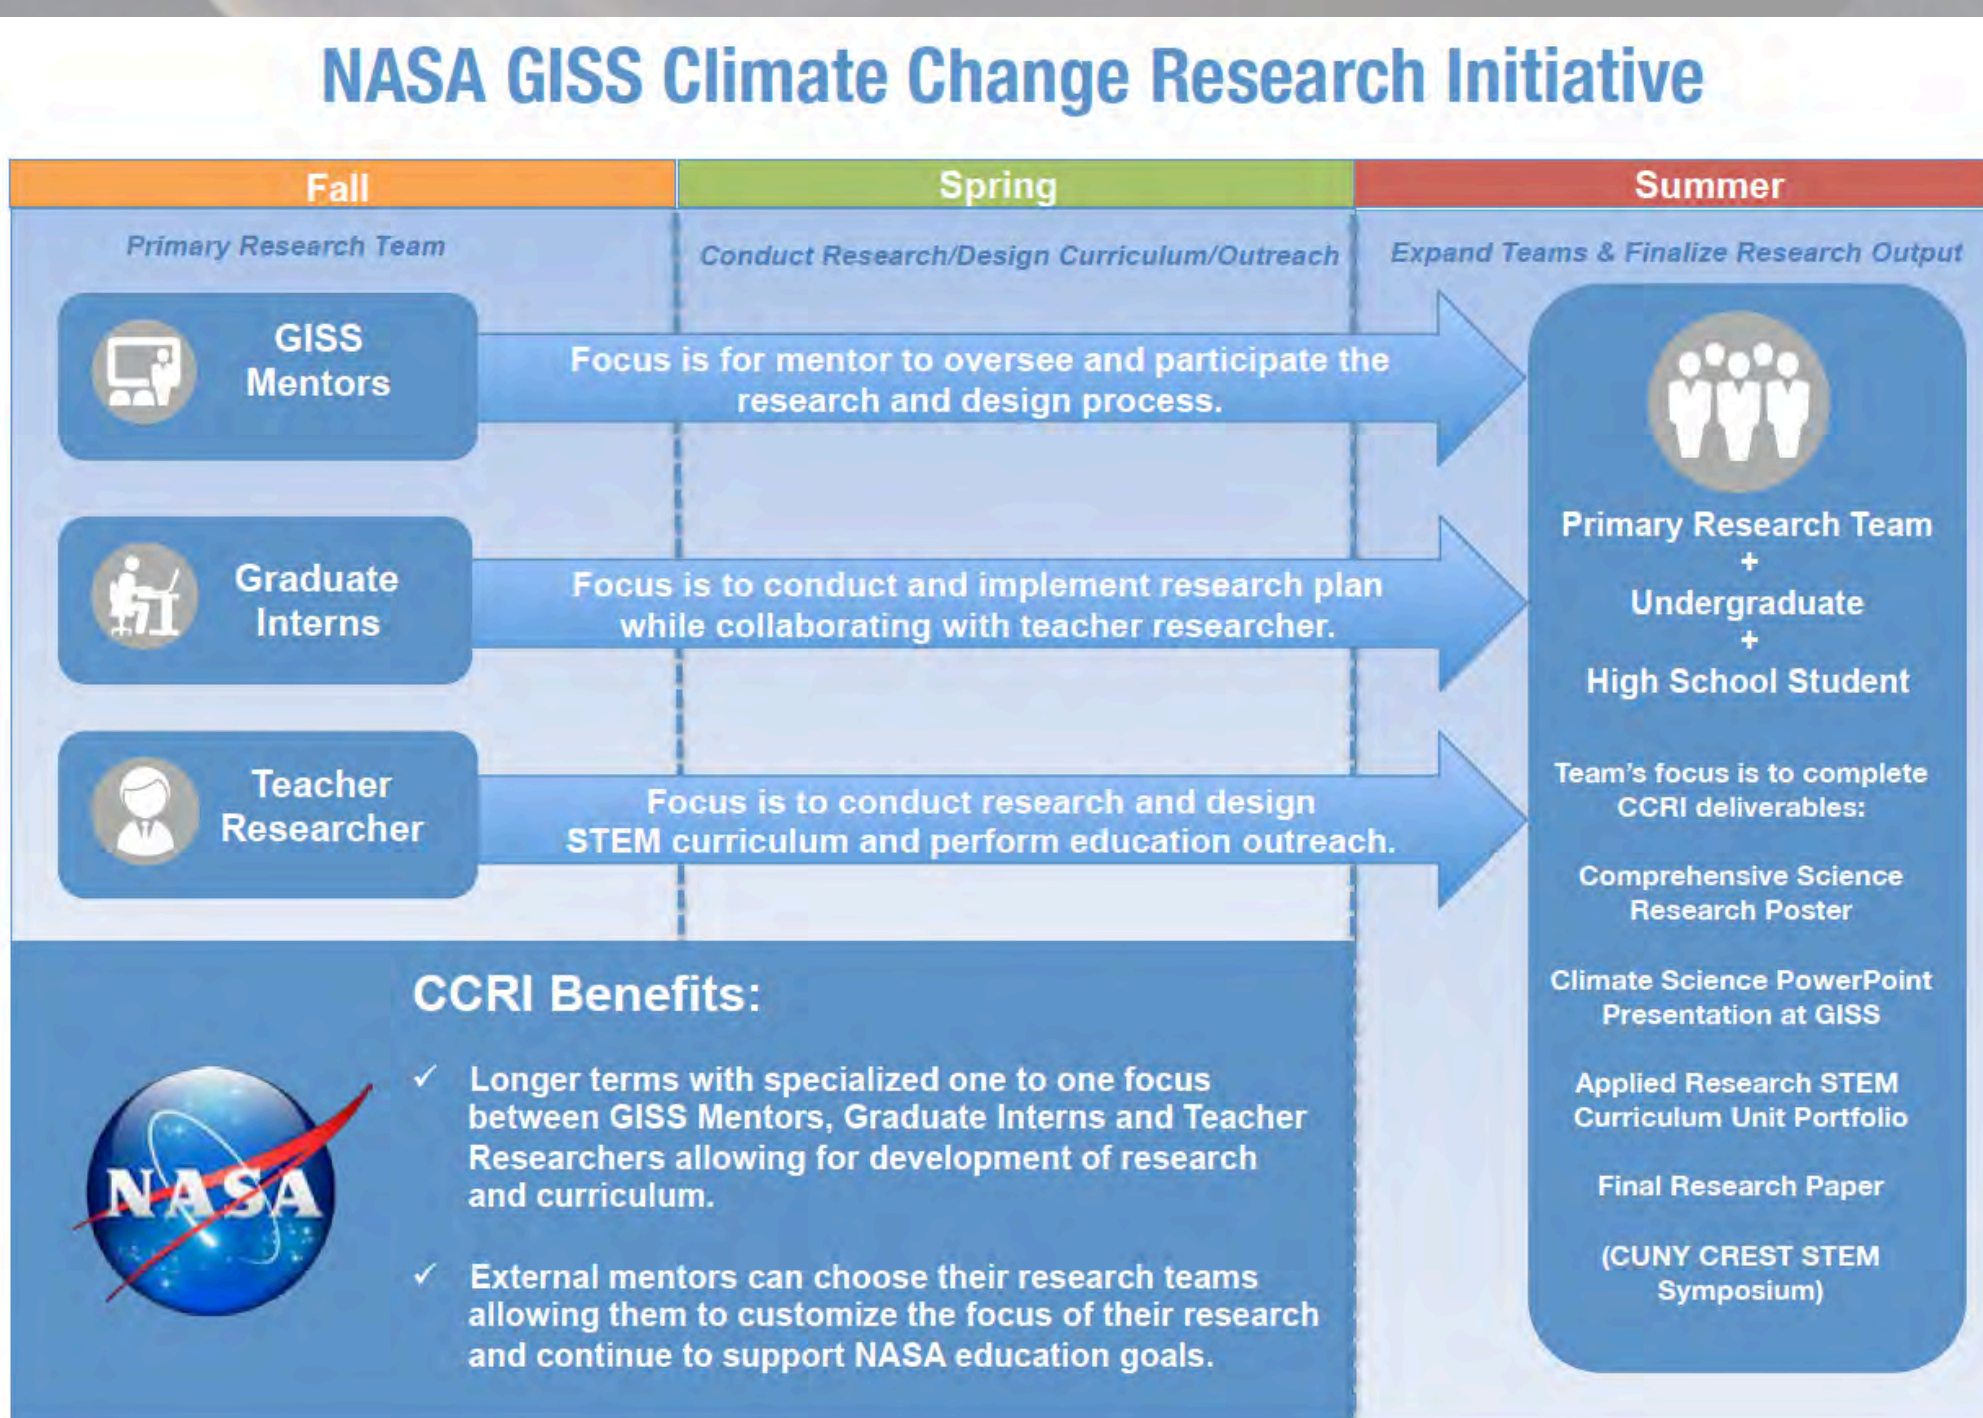 NASA GISS Climate Change Research Initiative
Fall
Spring
Summer
Primary Research Team
Conduct Research/Design Curriculum/Outreach
Expand Teams & Finalize Research Output
GISS
Mentors
Focus is for mentor to oversee and participate the
research and design process.
Graduate
Interns
Focus is to conduct and implement research plan
while collaborating with teacher researcher.
Teacher
Researcher
Focus is to conduct research and design
STEM curriculum and perform education outreach.
Primary Research Team
+
Undergraduate
+
High School Student
Team's focus is to complete
CCRI deliverables:
Comprehensive Science
Research Poster
Climate Science PowerPoint
Presentation at GISS
Applied Research STEM
Curriculum Unit Portfolio
Final Research Paper
(CUNY CREST STEM
Symposium)
NASA
CCRI Benefits:
✓ Longer terms with specialized one to one focus
between GISS Mentors, Graduate Interns and Teacher
Researchers allowing for development of research
and curriculum.
✓ External mentors can choose their research teams
allowing them to customize the focus of their research
and continue to support NASA education goals.